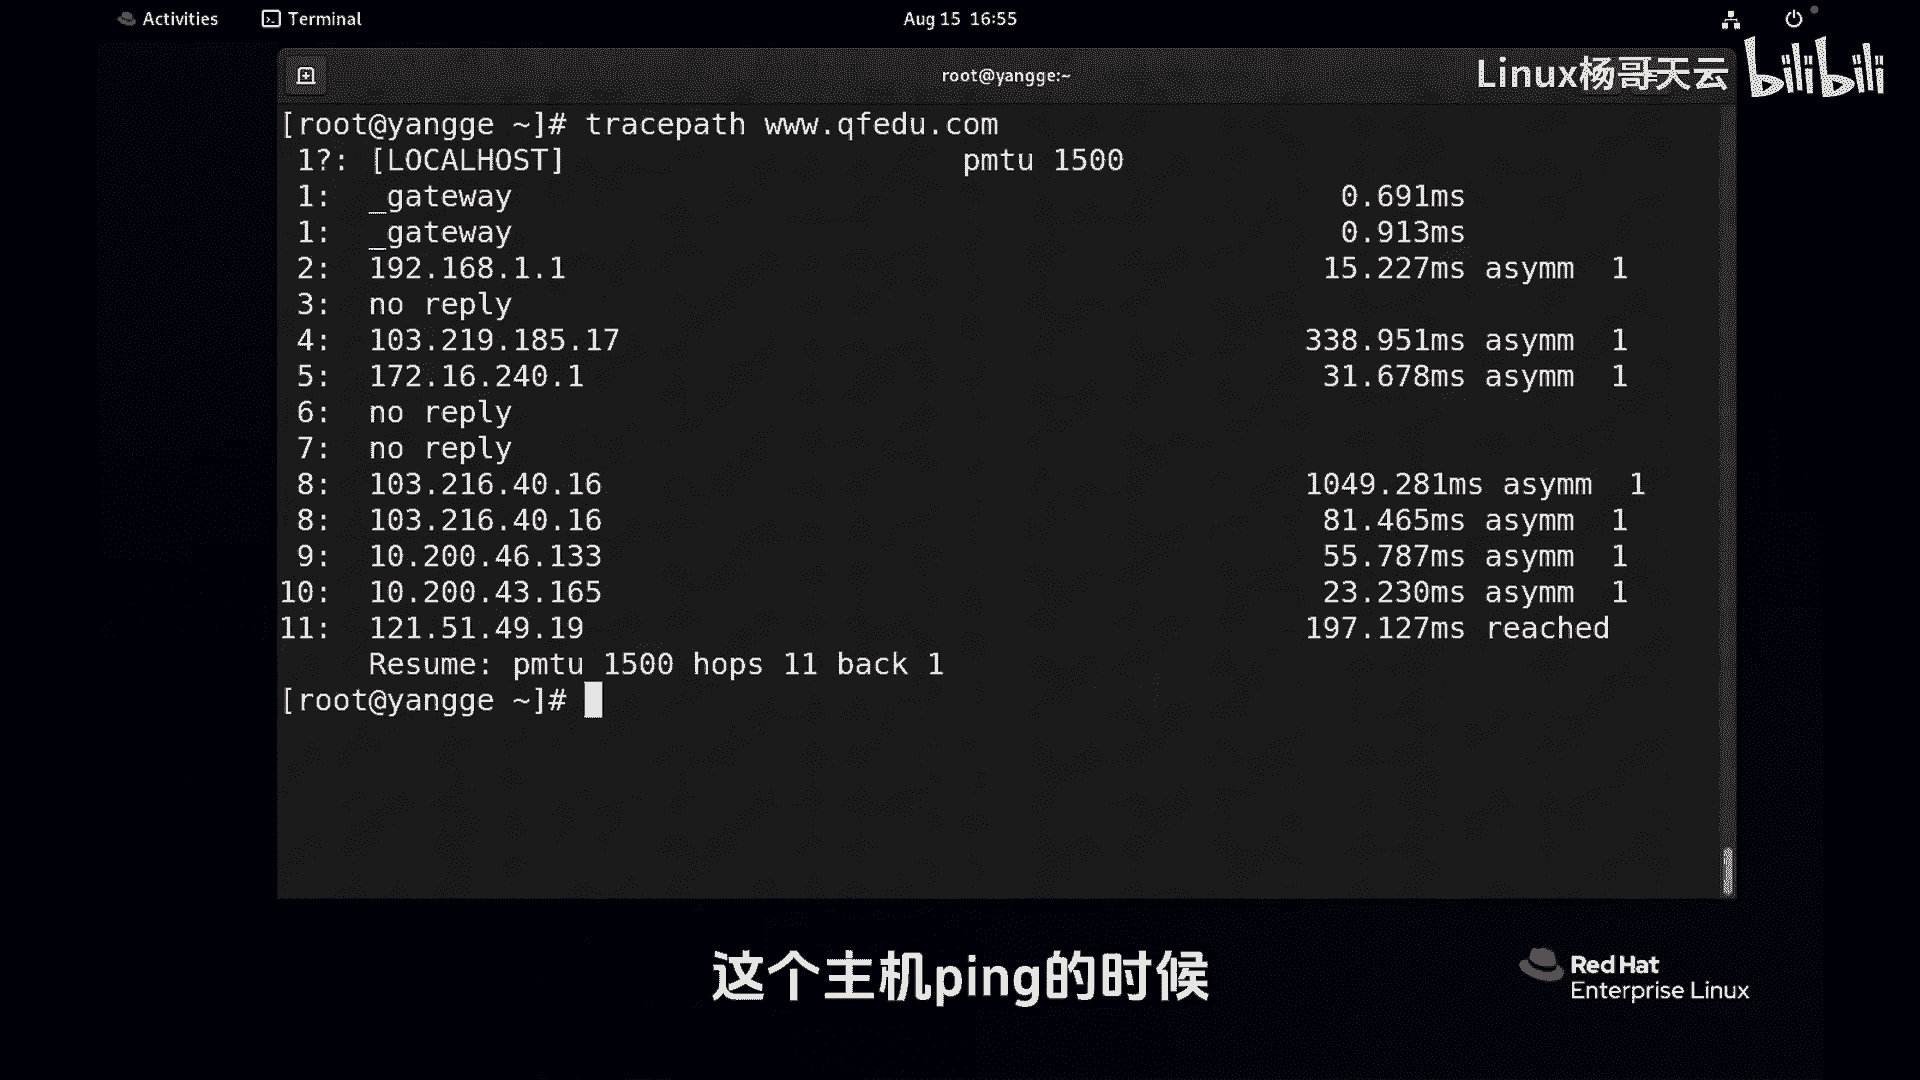 Activities Terminal Aug 15 16:55
root@yangge:~ Linux杨哥天云 bilibili
[root@yangge ~]# tracepath www.qfedu.com
1?: [LOCALHOST] pmtu 1500
1: _gateway 0.691ms
1: _gateway 0.913ms
2: 192.168.1.1 15.227ms asymm 1
3: no reply
4: 103.219.185.17 338.951ms asymm 1
5: 172.16.240.1 31.678ms asymm 1
6: no reply
7: no reply
8: 103.216.40.16 1049.281ms asymm 1
8: 103.216.40.16 81.465ms asymm 1
9: 10.200.46.133 55.787ms asymm 1
10: 10.200.43.165 23.230ms asymm 1
11: 121.51.49.19 197.127ms reached
Resume: pmtu 1500 hops 11 back 1
[root@yangge ~]#
这个主机ping的时候
Red Hat
Enterprise Linux